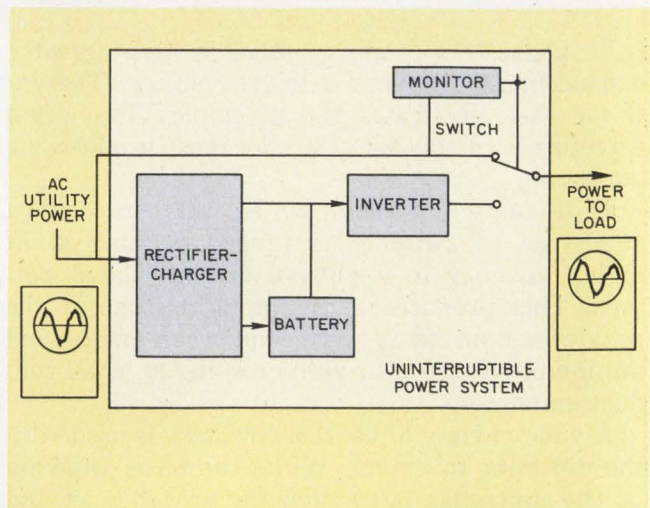 MONITOR
SWITCH
AC
UTILITY
POWER
RECTIFIER-
CHARGER
INVERTER
BATTERY
POWER
TO
LOAD
UNINTERRUPTIBLE
POWER SYSTEM